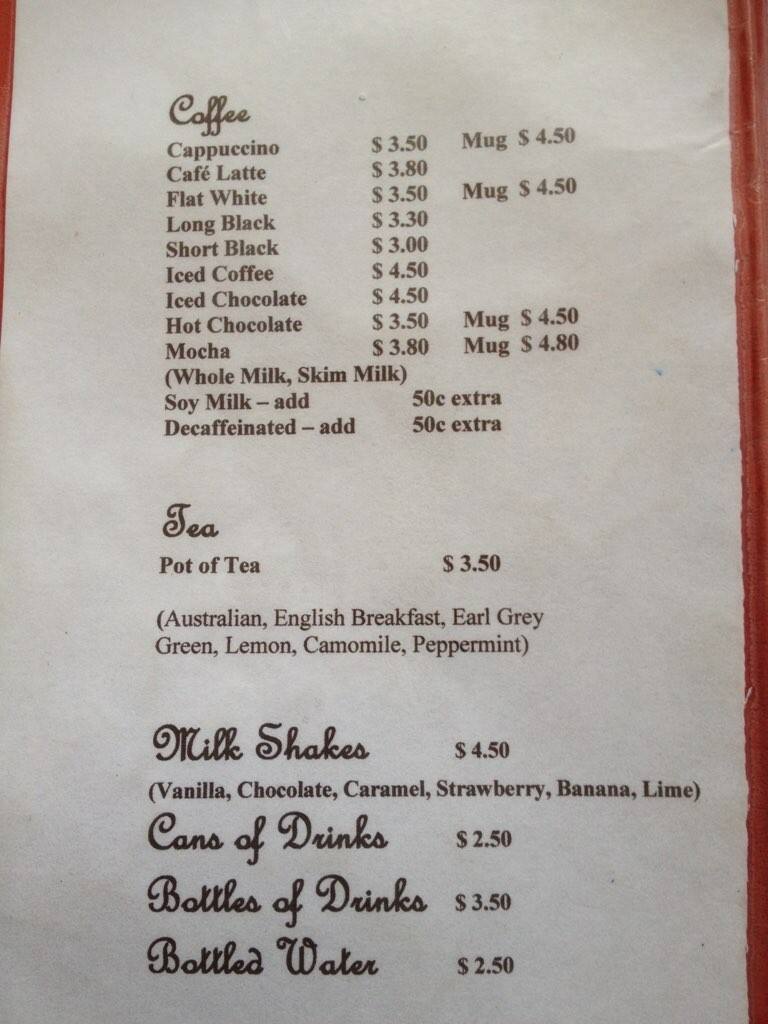 Coffee
Cappuccino $ 3.50 Mug $ 4.50
Café Latte $ 3.80
Flat White $ 3.50 Mug $ 4.50
Long Black $ 3.30
Short Black $ 3.00
Iced Coffee $ 4.50
Iced Chocolate $ 4.50
Hot Chocolate $ 3.50 Mug $ 4.50
Mocha $ 3.80 Mug $ 4.80
(Whole Milk, Skim Milk)
Soy Milk – add 50c extra
Decaffeinated – add 50c extra
Tea
Pot of Tea $ 3.50
(Australian, English Breakfast, Earl Grey
Green, Lemon, Camomile, Peppermint)
Milk Shakes $ 4.50
(Vanilla, Chocolate, Caramel, Strawberry, Banana, Lime)
Cans of Drinks $ 2.50
Bottles of Drinks $ 3.50
Bottled Water $ 2.50